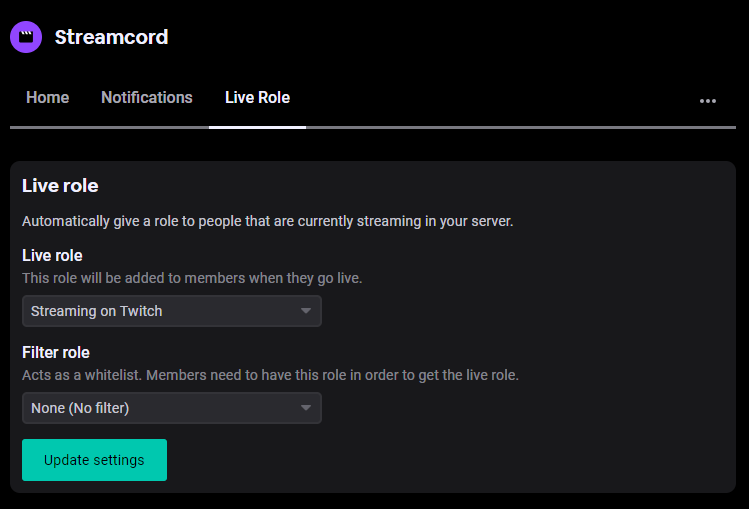 Streamcord
Home Notifications Live Role
Live role
Automatically give a role to people that are currently streaming in your server.
Live role
This role will be added to members when they go live.
Streaming on Twitch
Filter role
Acts as a whitelist. Members need to have this role in order to get the live role.
None (No filter)
Update settings